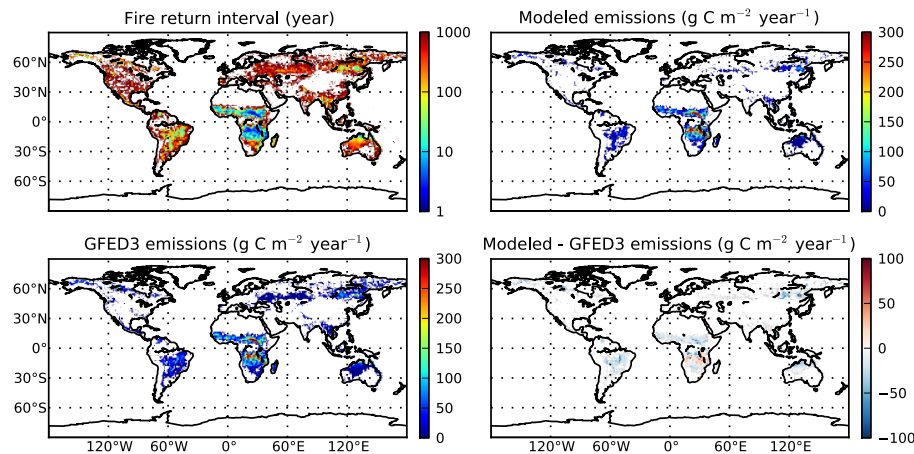 Fire return interval (year)
Modeled emissions (g C m⁻² year⁻¹)
60°N
30°N
0°
30°S
60°S
1000
100
10
1
300
250
200
150
100
50
0
GFED3 emissions (g C m⁻² year⁻¹)
Modeled - GFED3 emissions (g C m⁻² year⁻¹)
60°N
30°N
0°
30°S
60°S
300
250
200
150
100
50
0
100
50
0
−50
−100
120°W 60°W 0° 60°E 120°E
120°W 60°W 0° 60°E 120°E